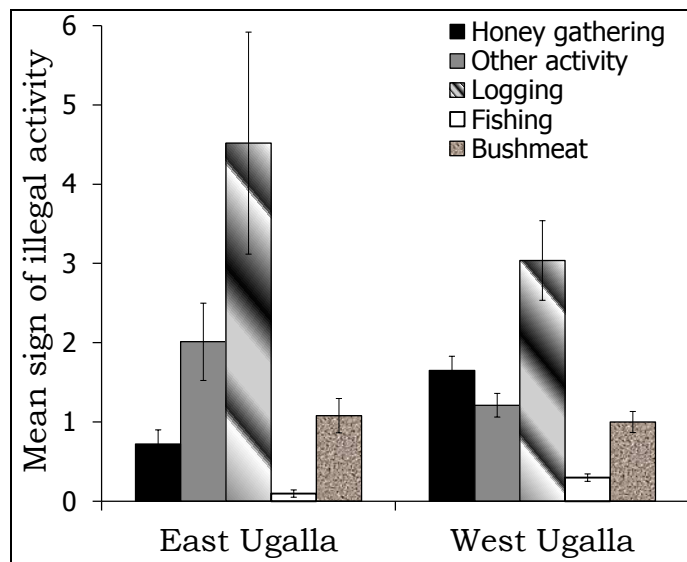 Mean sign of illegal activity
6
5
4
3
2
1
0
Honey gathering
Other activity
Logging
Fishing
Bushmeat
East Ugalla
West Ugalla